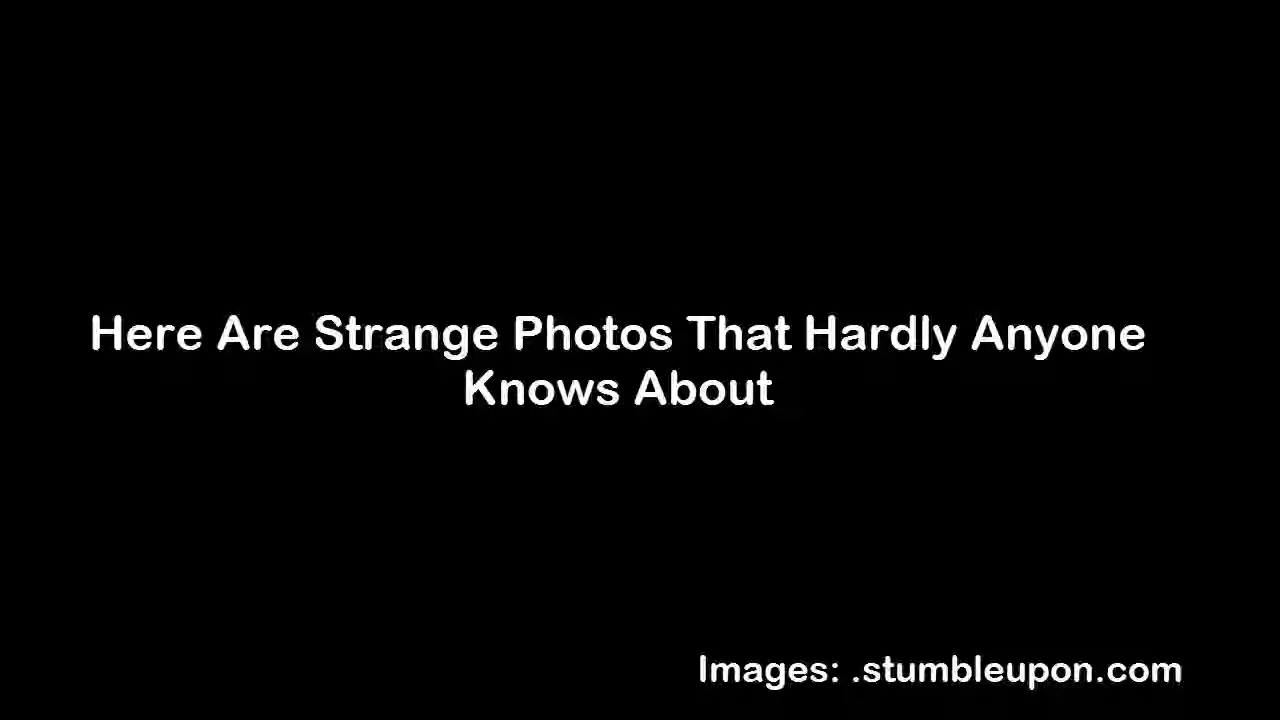 Here Are Strange Photos That Hardly Anyone
Knows About
Images: .stumbleupon.com